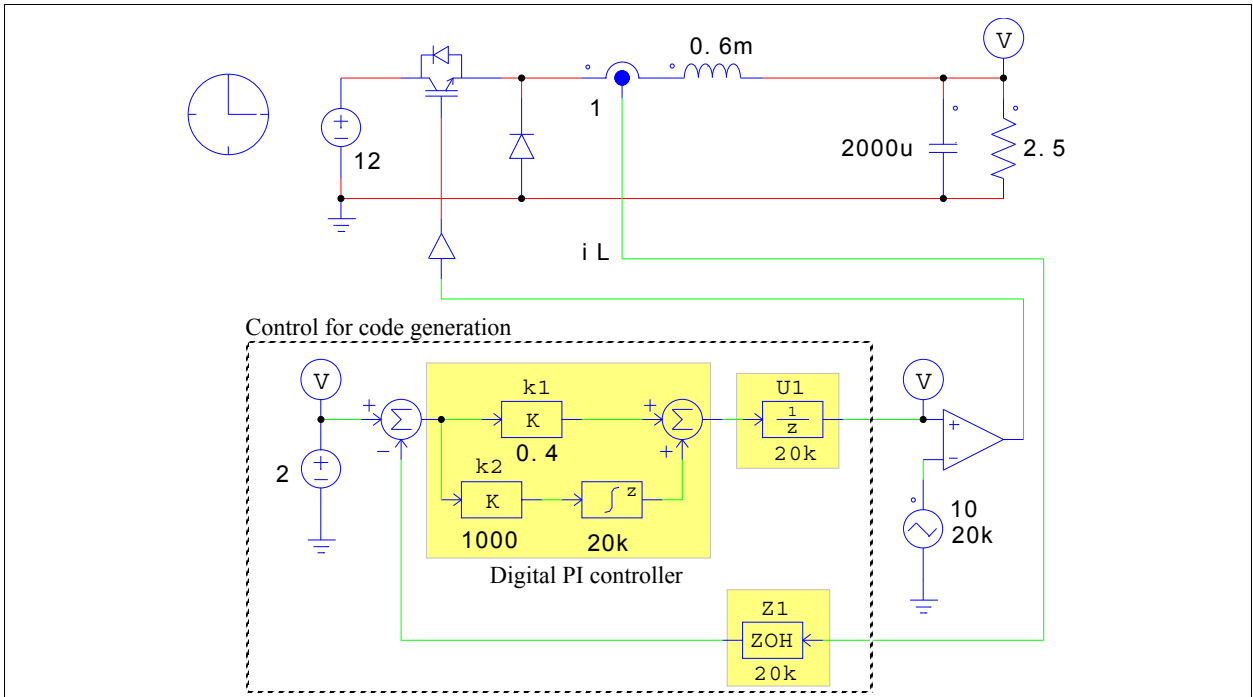 V
0. 6m
1
12
2000u
2. 5
i L
Control for code generation
V
k1
K
0. 4
k2
K
1000
z
20k
Digital PI controller
Σ
Σ
2
U1
1
z
20k
V
10
20k
Z1
ZOH
20k